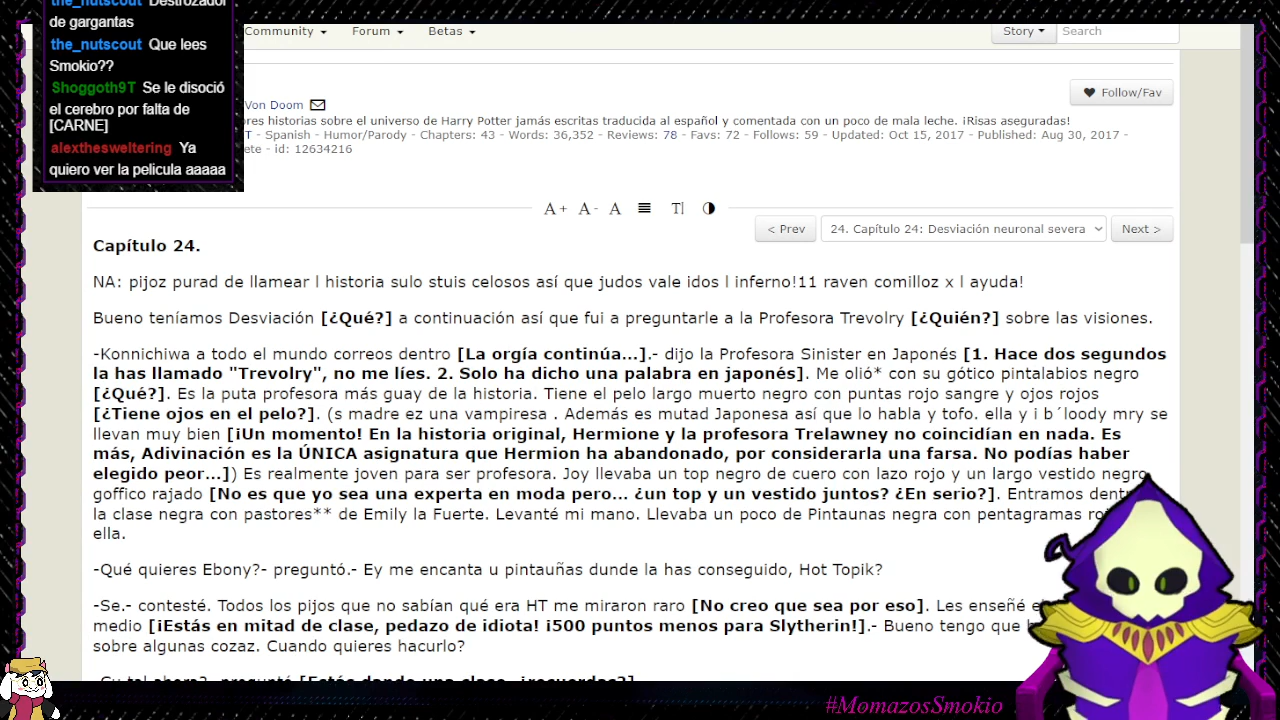 the_nutscout Destrozador
de gargantas
the_nutscout Que lees
Smokio??
Shoggoth9T Se le disoció
el cerebro por falta de
[CARNE]
alexthesweltering Ya
quiero ver la pelicula aaaaa
Community
Forum
Betas
Story
Search
Von Doom
Follow/Fav
ores historias sobre el universo de Harry Potter jamás escritas traducida al español y comentada con un poco de mala leche. ¡Risas aseguradas!
T - Spanish - Humor/Parody - Chapters: 43 - Words: 36,352 - Reviews: 78 - Favs: 72 - Follows: 59 - Updated: Oct 15, 2017 - Published: Aug 30, 2017 -
ete - id: 12634216
A + A - A T|
< Prev
24. Capítulo 24: Desviación neuronal severa
Next >
Capítulo 24.
NA: pijoz purad de llamear l historia sulo stuis celosos así que judos vale idos l inferno!11 raven comilloz x l ayuda!
Bueno teníamos Desviación [¿Qué?] a continuación así que fui a preguntarle a la Profesora Trevolry [¿Quién?] sobre las visiones.
-Konnichiwa a todo el mundo correos dentro [La orgía continúa...].- dijo la Profesora Sinister en Japonés [1. Hace dos segundos
la has llamado "Trevolry", no me líes. 2. Solo ha dicho una palabra en japonés]. Me olió* con su gótico pintalabios negro
[¿Qué?]. Es la puta profesora más guay de la historia. Tiene el pelo largo muerto negro con puntas rojo sangre y ojos rojos
[¿Tiene ojos en el pelo?]. (s madre ez una vampiresa . Además es mutad Japonesa así que lo habla y tofo. ella y i b´loody mry se
llevan muy bien [¡Un momento! En la historia original, Hermione y la profesora Trelawney no coincidían en nada. Es
más, Adivinación es la ÚNICA asignatura que Hermion ha abandonado, por considerarla una farsa. No podías haber
elegido peor...]) Es realmente joven para ser profesora. Joy llevaba un top negro de cuero con lazo rojo y un largo vestido negro
goffico rajado [No es que yo sea una experta en moda pero... ¿un top y un vestido juntos? ¿En serio?]. Entramos dentr
la clase negra con pastores** de Emily la Fuerte. Levanté mi mano. Llevaba un poco de Pintaunas negra con pentagramas ro
ella.
-Qué quieres Ebony?- preguntó.- Ey me encanta u pintauñas dunde la has conseguido, Hot Topik?
-Se.- contesté. Todos los pijos que no sabían qué era HT me miraron raro [No creo que sea por eso]. Les enseñé e
medio [¡Estás en mitad de clase, pedazo de idiota! ¡500 puntos menos para Slytherin!].- Bueno tengo que
sobre algunas cozaz. Cuando quieres hacurlo?
-Cu tal ahora?- preguntó [Estás dando una clase, ¿recuerdas?]
#MomazosSmokio